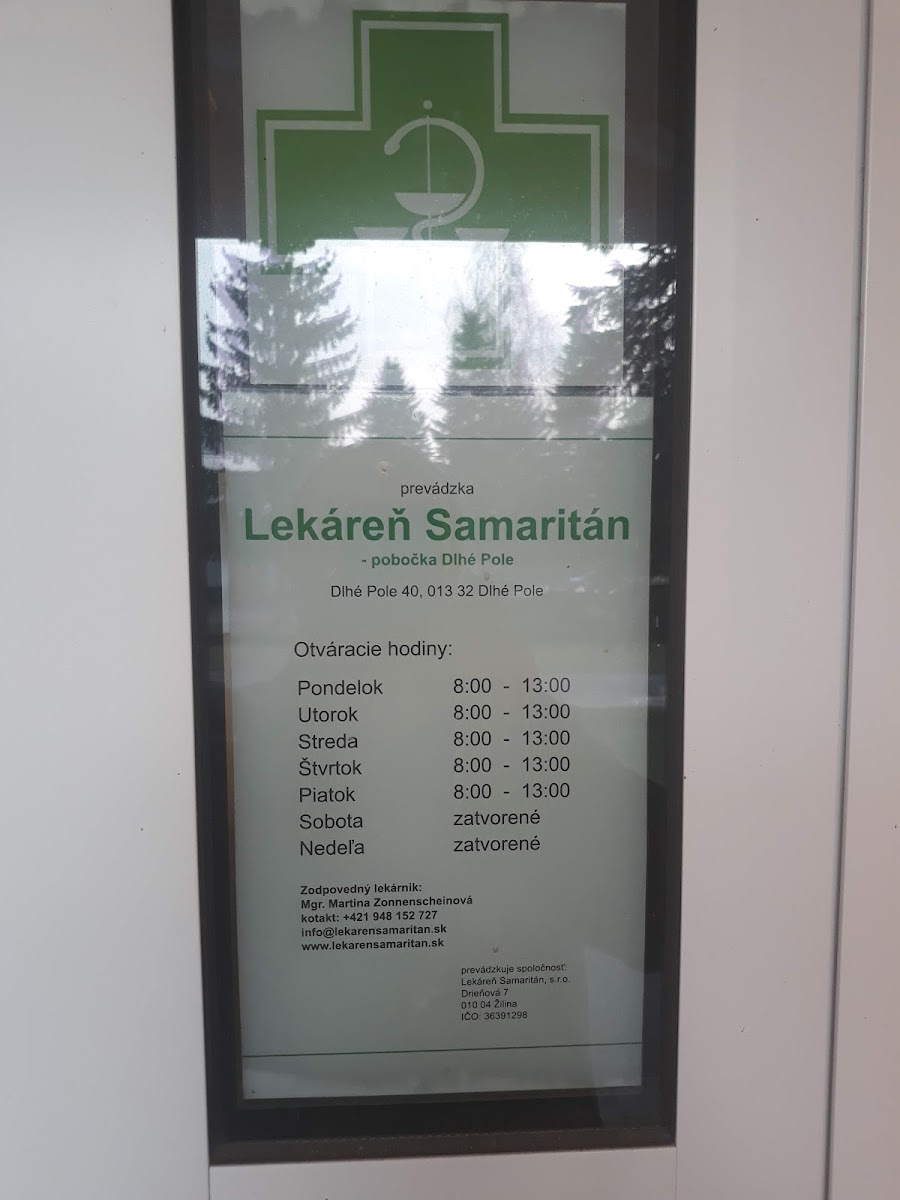 prevádzka
Lekáreň Samaritán
- pobočka Dlhé Pole
Dlhé Pole 40, 013 32 Dlhé Pole
Otváracie hodiny:
Pondelok 8:00 - 13:00
Utorok 8:00 - 13:00
Streda 8:00 - 13:00
Štvrtok 8:00 - 13:00
Piatok 8:00 - 13:00
Sobota zatvorené
Nedeľa zatvorené
Zodpovedný lekárnik:
Mgr. Martina Zonnenscheinová
kotakt: +421 948 152 727
info@lekarensamaritan.sk
www.lekarensamaritan.sk
prevádzkuje spoločnosť:
Lekáreň Samaritán, s.r.o.
Drieňová 7
010 04 Žilina
IČO: 36391298